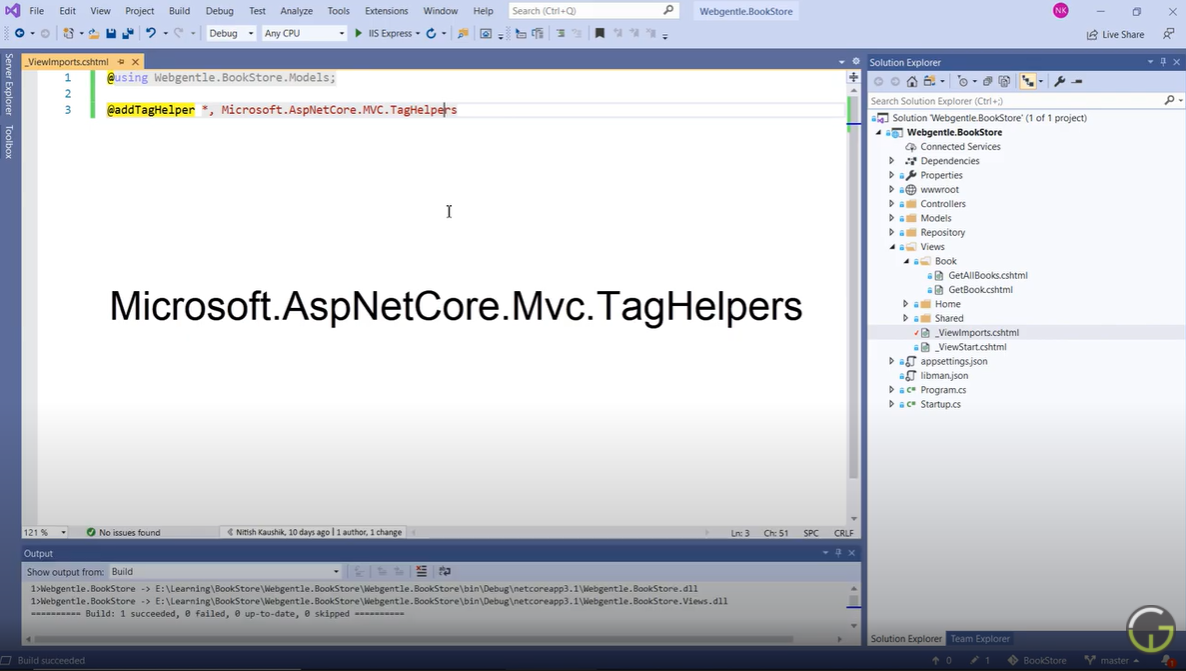 File Edit View Project Build Debug Test Analyze Tools Extensions Window Help Search (Ctrl+Q) Webgentle.BookStore NK
Debug Any CPU IIS Express Live Share
Server Explorer
Toolbox
_ViewImports.cshtml
1 @using Webgentle.BookStore.Models;
2
3 @addTagHelper *, Microsoft.AspNetCore.MVC.TagHelpers
Microsoft.AspNetCore.Mvc.TagHelpers
121 % No issues found Nitish Kaushik, 10 days ago | 1 author, 1 change Ln: 3 Ch: 51 SPC CRLF
Output
Show output from: Build
1>Webgentle.BookStore -> E:\Learning\BookStore\Webgentle.BookStore\Webgentle.BookStore\bin\Debug\netcoreapp3.1\Webgentle.BookStore.dll
1>Webgentle.BookStore -> E:\Learning\BookStore\Webgentle.BookStore\Webgentle.BookStore\bin\Debug\netcoreapp3.1\Webgentle.BookStore.Views.dll
========== Build: 1 succeeded, 0 failed, 0 up-to-date, 0 skipped ==========
Solution Explorer
Search Solution Explorer (Ctrl+;)
Solution 'Webgentle.BookStore' (1 of 1 project)
Webgentle.BookStore
Connected Services
Dependencies
Properties
wwwroot
Controllers
Models
Repository
Views
Book
GetAllBooks.cshtml
GetBook.cshtml
Home
Shared
_ViewImports.cshtml
_ViewStart.cshtml
appsettings.json
libman.json
Program.cs
Startup.cs
Solution Explorer Team Explorer
Build succeeded 0 1 BookStore master